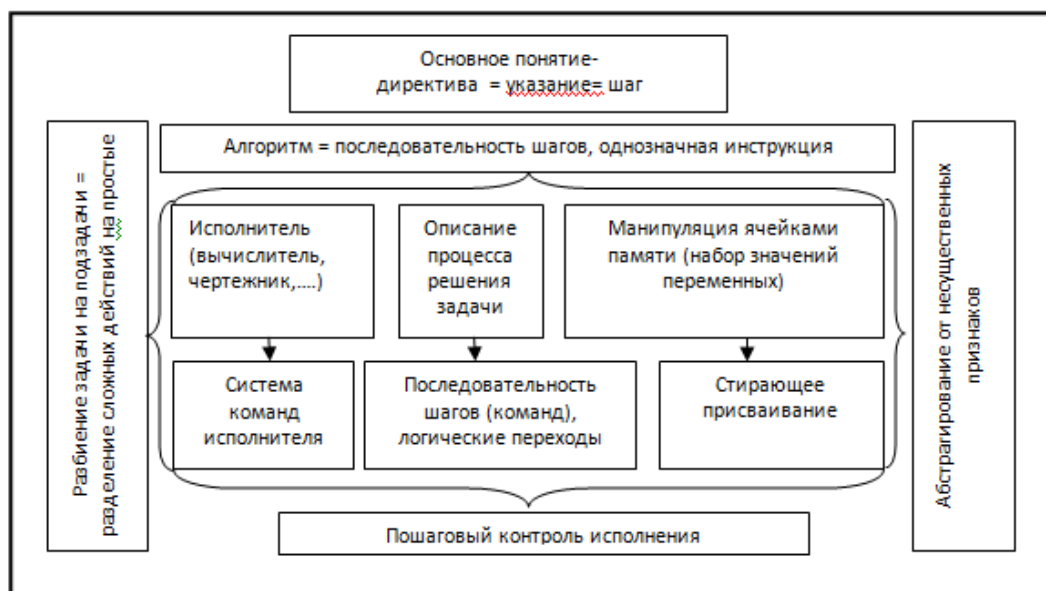 Основное понятие-
директива = указание= шаг
Алгоритм = последовательность шагов, однозначная инструкция
Разбиение задачи на подзадачи =
разделение сложных действий на простые
Исполнитель
(вычислитель,
чертежник,....)
Описание
процесса
решения
задачи
Манипуляция ячейками
памяти (набор значений
переменных)
Система
команд
исполнителя
Последовательность
шагов (команд),
логические переходы
Стирающее
присваивание
Абстрагирование от несущественных
признаков
Пошаговый контроль исполнения